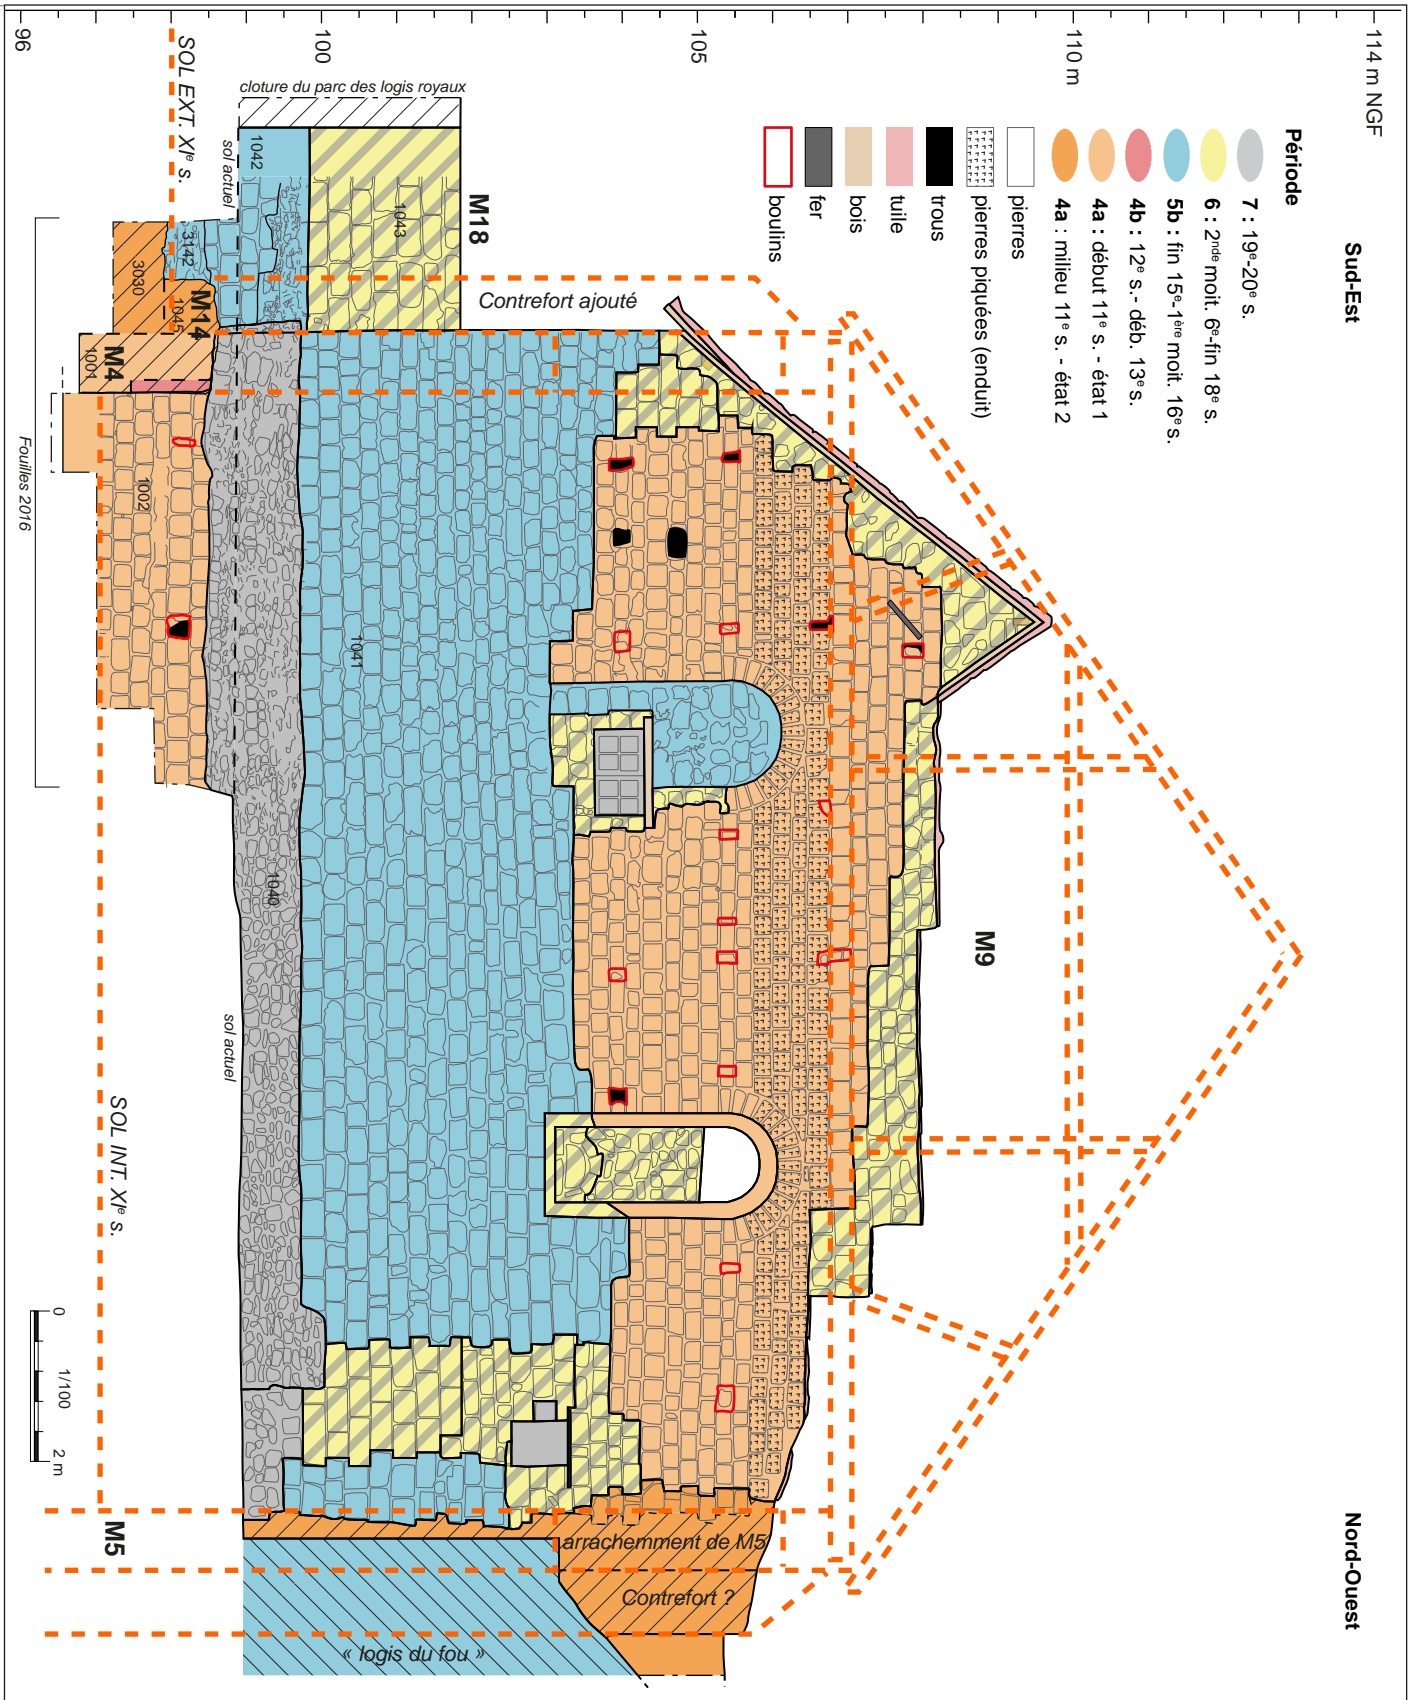 Sud-Est
Nord-Ouest
114 m NGF
110 m
105
100
96
Période
7 : 19e-20e s.
6 : 2nde moit. 6e-fin 18e s.
5b : fin 15e-1ère moit. 16e s.
4b : 12e s. - déb. 13e s.
4a : début 11e s. - état 1
4a : milieu 11e s. - état 2
pierres
pierres piquées (enduit)
trous
tuile
bois
fer
boulins
M9
M18
Contrefort ajouté
cloture du parc des logis royaux
1043
1042
sol actuel
SOL EXT. XIe s.
3142
3030
1045
M14
M4
1001
1002
Fouilles 2016
1041
1040
sol actuel
SOL INT. XIe s.
M5
arrachemment de M5
Contrefort ?
« logis du fou »
0
1/100
2 m